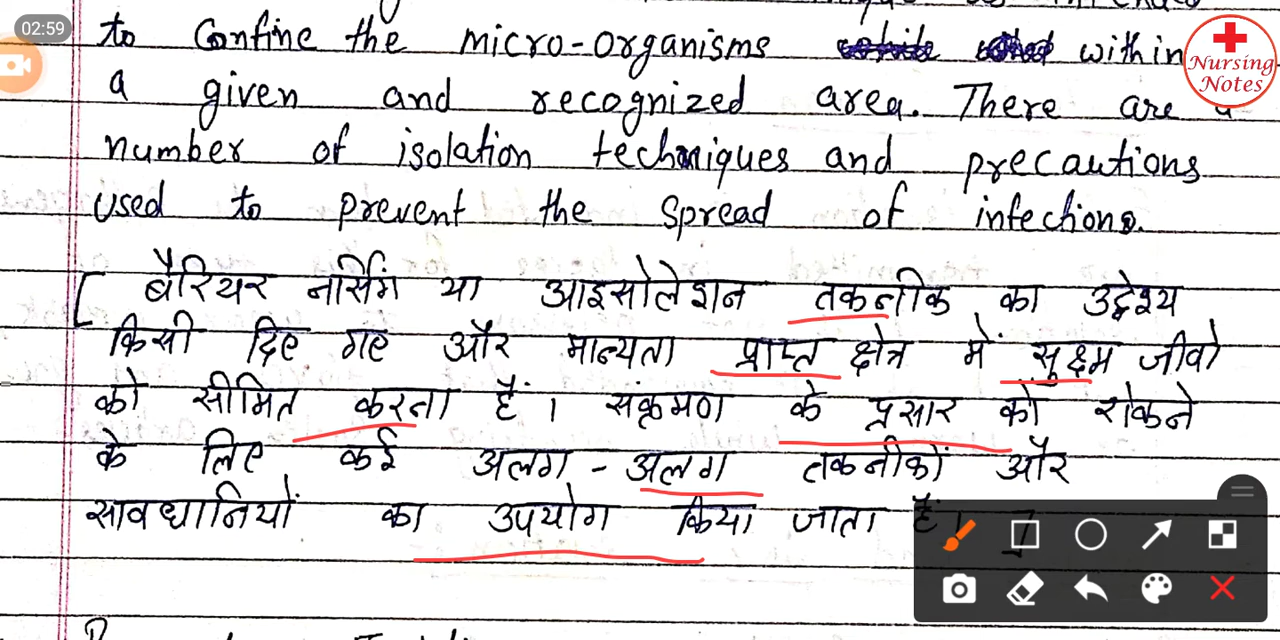 02:59
to confine the micro-organisms within
Nursing
Notes
a given and recognized area. There are a
number of isolation techniques and precautions
used to prevent the spread of infections.
[ बैरियर नर्सिंग या आइसोलेशन तकनीक का उद्देश्य
किसी दिए गए और मान्यता प्राप्त क्षेत्र में सुक्ष्म जीवो
को सीमित करना हैं। संक्रमण के प्रसार को रोकने
के लिए कई अलग - अलग तकनीकों और
सावधानियों का उपयोग किया जाता हैं। ]